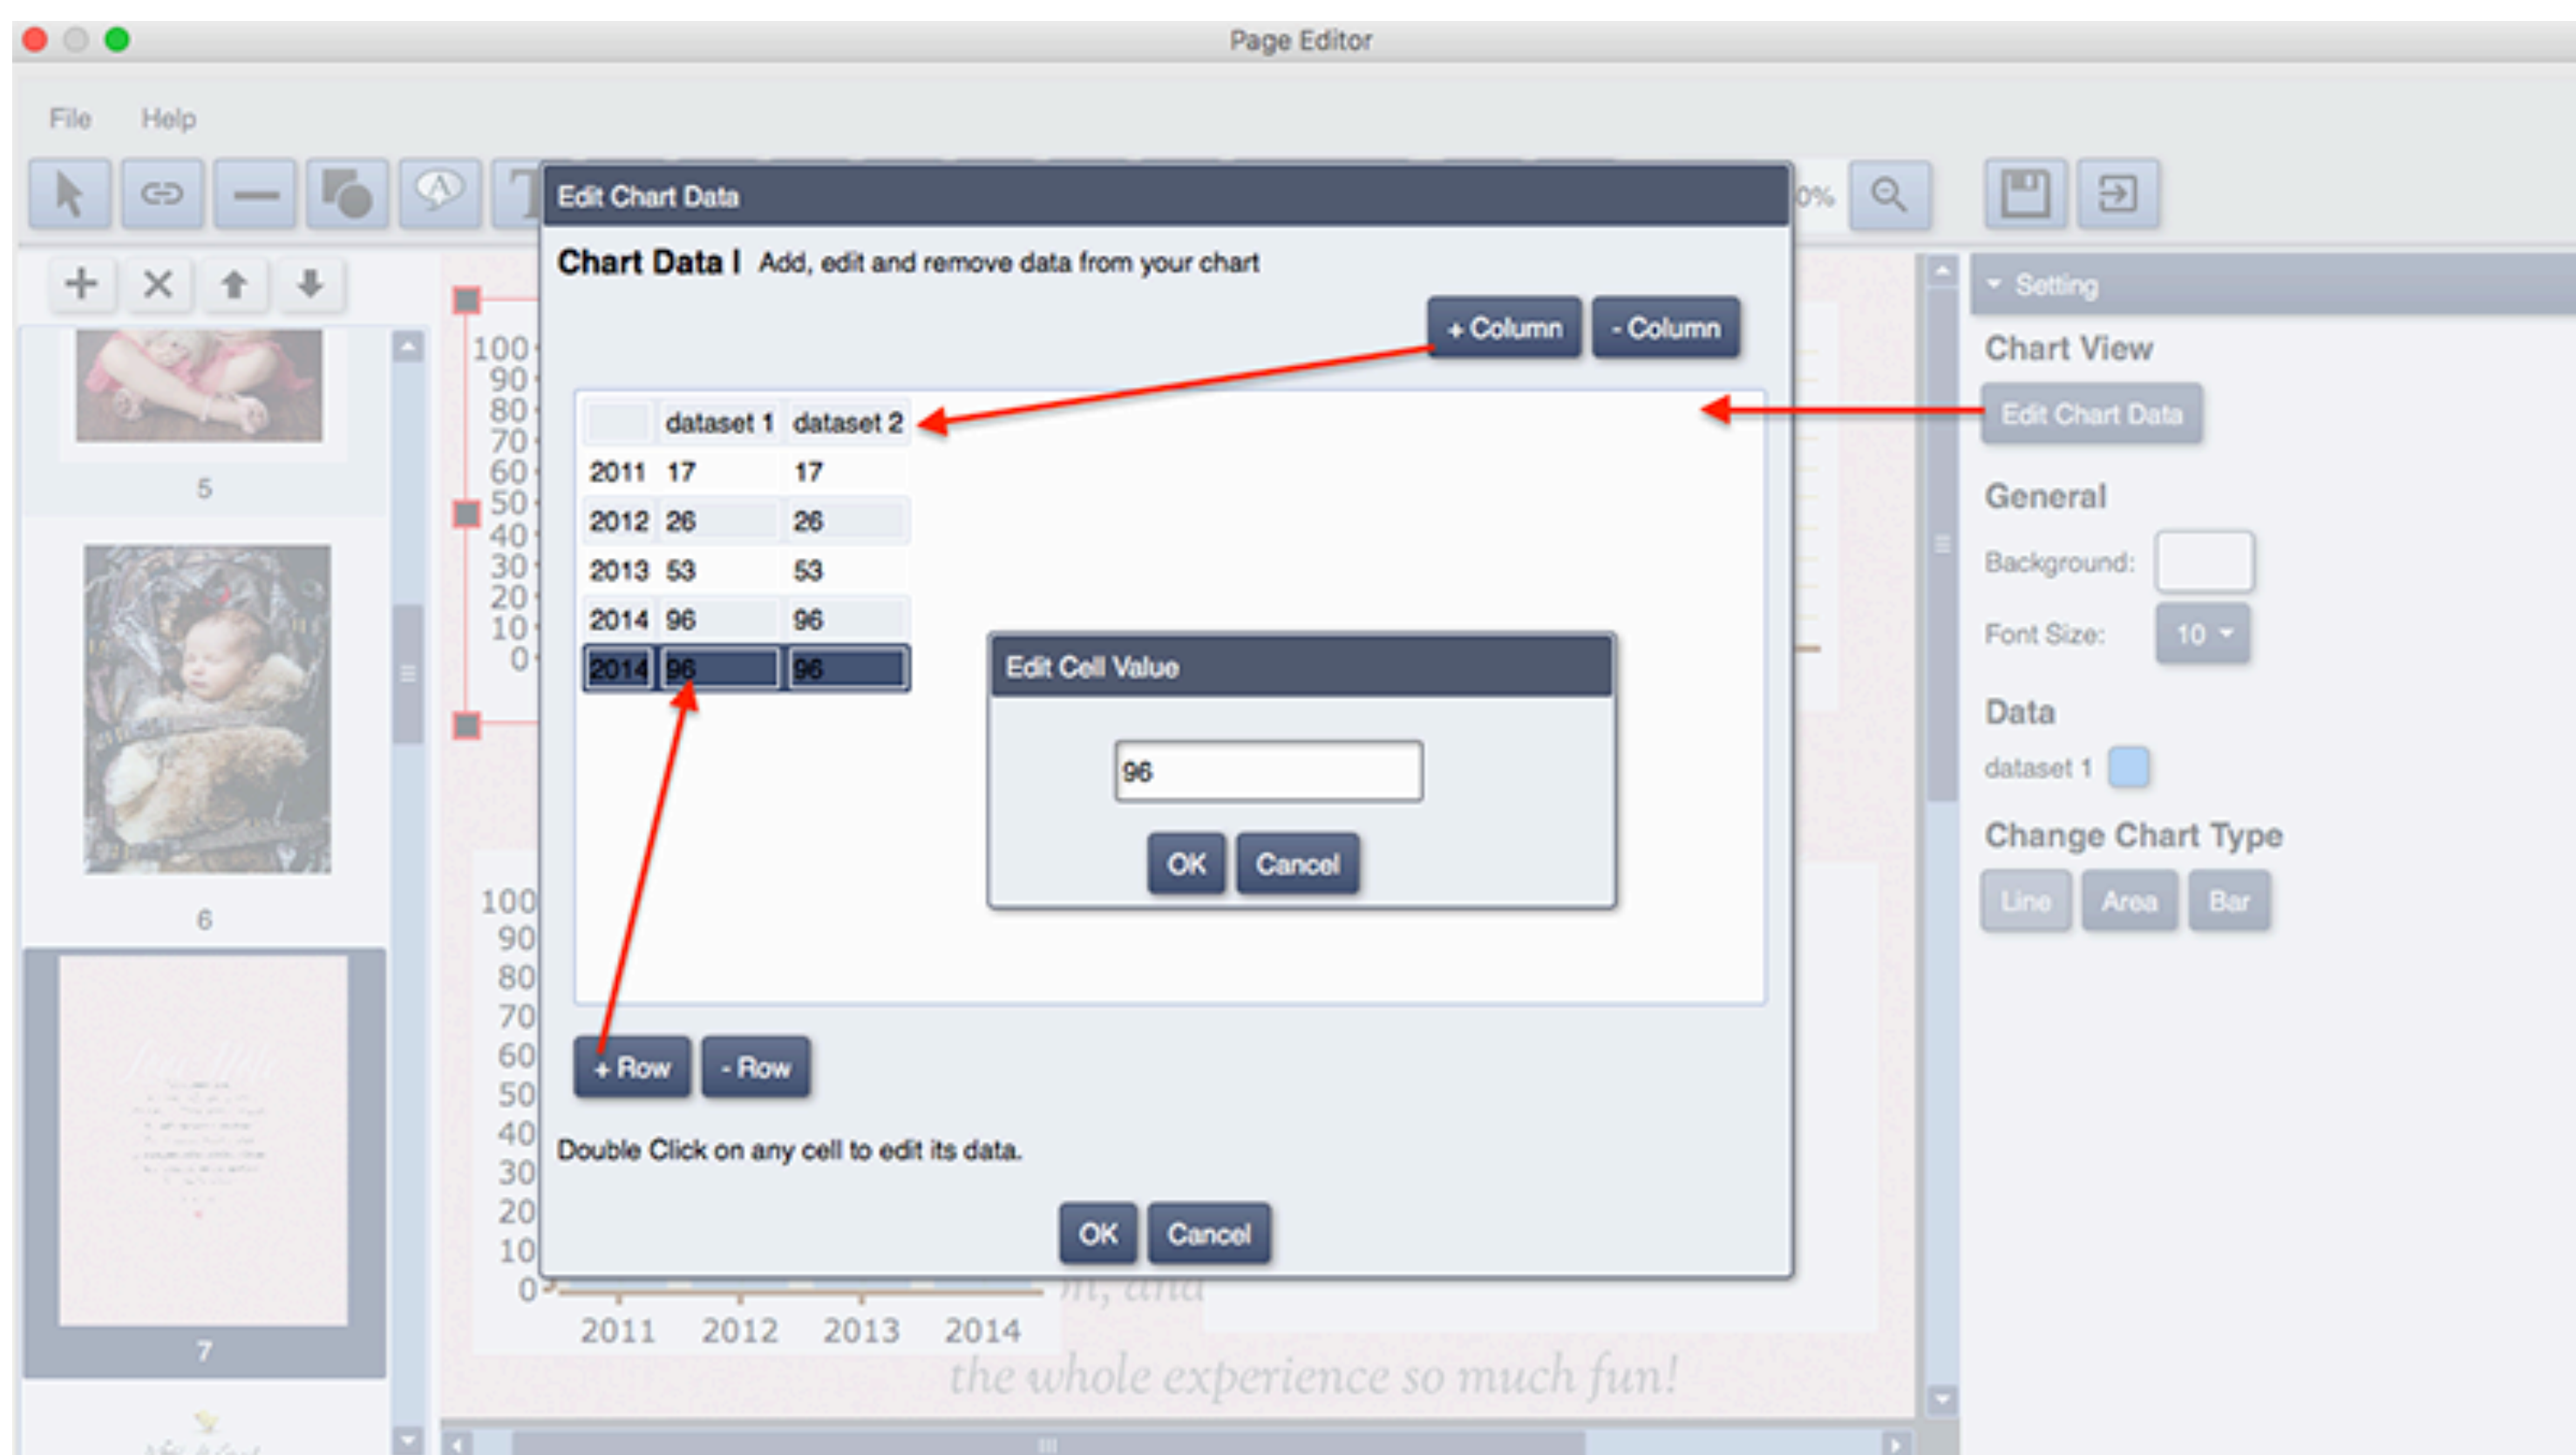 Page Editor
File Help
0%
Edit Chart Data
Chart Data | Add, edit and remove data from your chart
+ Column - Column
dataset 1 dataset 2
2011 17 17
2012 26 26
2013 53 53
2014 96 96
2014 96 96
Edit Cell Value
96
OK Cancel
+ Row - Row
Double Click on any cell to edit its data.
OK Cancel
Setting
Chart View
Edit Chart Data
General
Background:
Font Size: 10
Data
dataset 1
Change Chart Type
Line Area Bar
5
6
7
100
90
80
70
60
50
40
30
20
10
0
100
90
80
70
60
50
40
30
20
10
0
2011 2012 2013 2014
and
the whole experience so much fun!